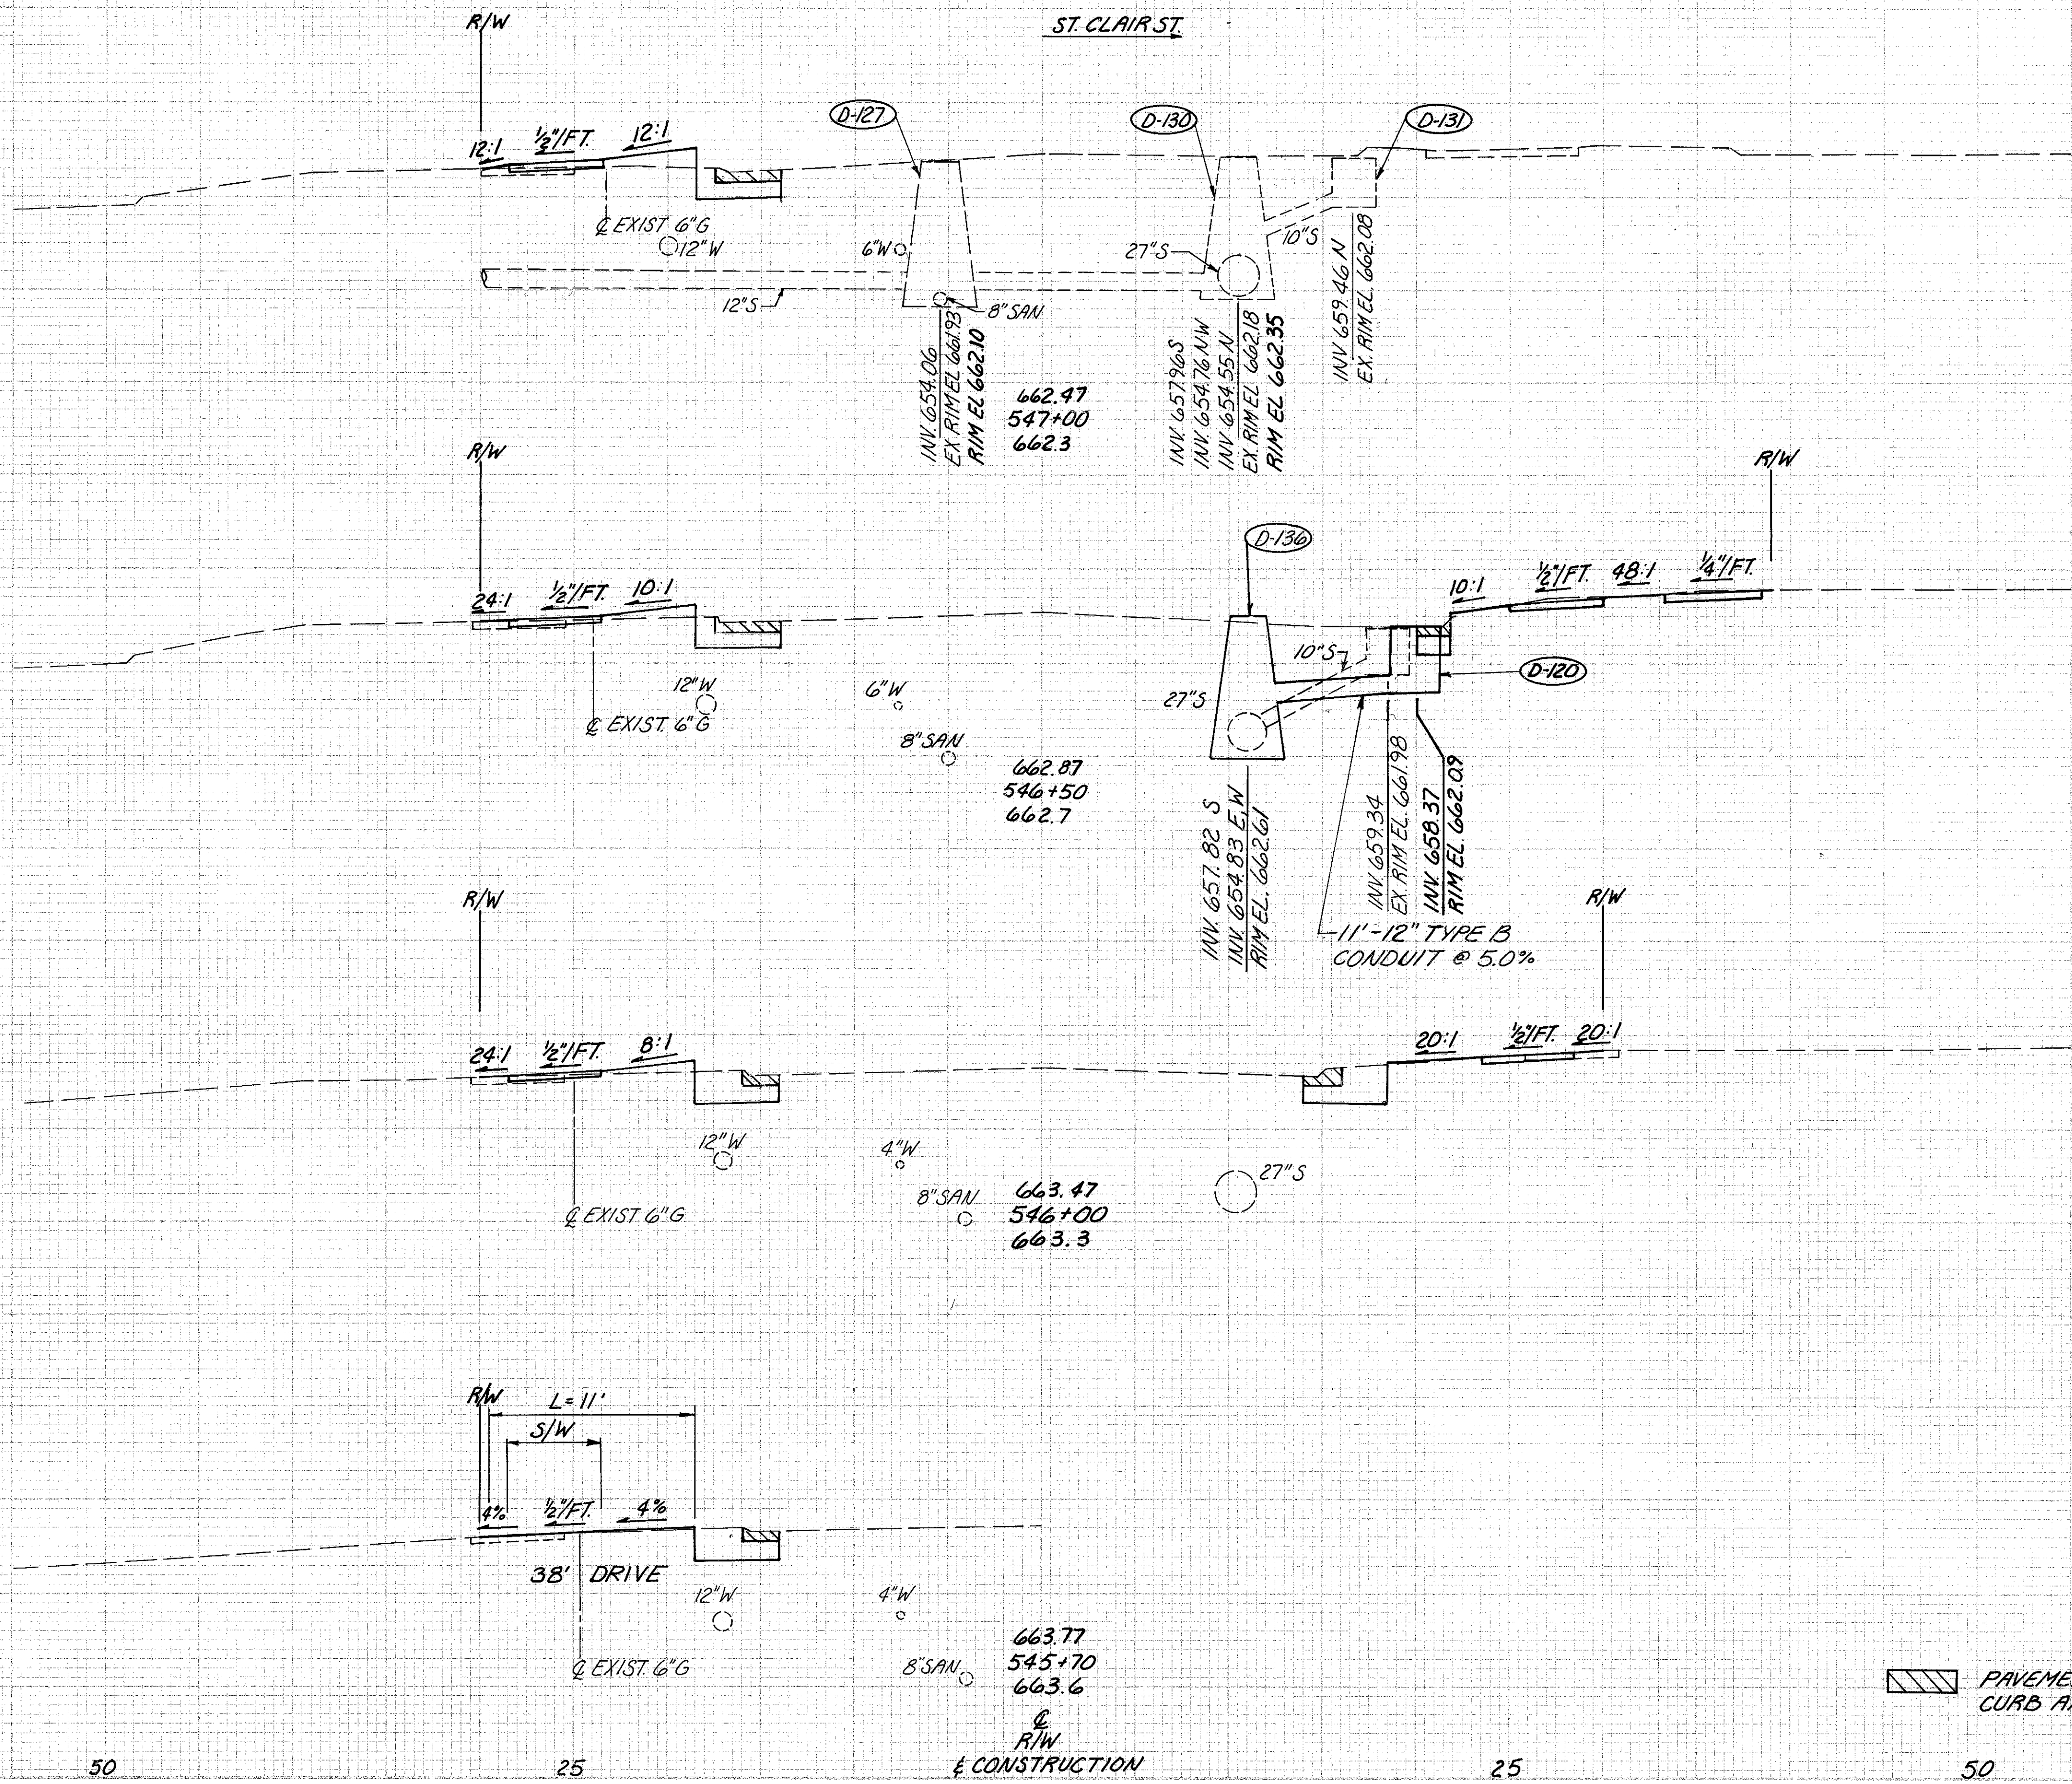 ST. CLAIR ST.
R/W
12:1
1/2"/FT.
12:1
D-127
D-130
D-131
℄ EXIST 6"G
12"W
6"W
27"S
10"S
12"S
8"SAN
INV. 654.06
EX RIM EL 661.93
RIM EL 662.10
662.47
547+00
662.3
INV. 657.96 S
INV. 654.76 NW
INV 654.55 N
EX. RIM EL 662.18
RIM EL 662.35
INV 659.46 N
EX. RIM EL. 662.08
R/W
R/W
24:1
1/2"/FT.
10:1
D-136
10:1
1/2"/FT.
48:1
1/4"/FT.
10"S
D-120
12"W
6"W
27"S
℄ EXIST. 6"G
8"SAN
662.87
546+50
662.7
INV. 657.82 S
INV. 654.83 E,W
RIM EL. 662.61
INV. 659.34
EX. RIM EL. 661.98
INV. 658.37
RIM EL. 662.09
11'-12" TYPE B
CONDUIT @ 5.0%
R/W
R/W
24:1
1/2"/FT.
8:1
20:1
1/2"/FT.
20:1
12"W
4"W
27"S
8"SAN
℄ EXIST 6"G
663.47
546+00
663.3
R/W
L=11'
S/W
4%
1/2"/FT.
4%
38' DRIVE
12"W
4"W
℄ EXIST. 6"G
8"SAN
663.77
545+70
663.6
℄
R/W
& CONSTRUCTION
PAVEME
CURB A
50
25
25
50